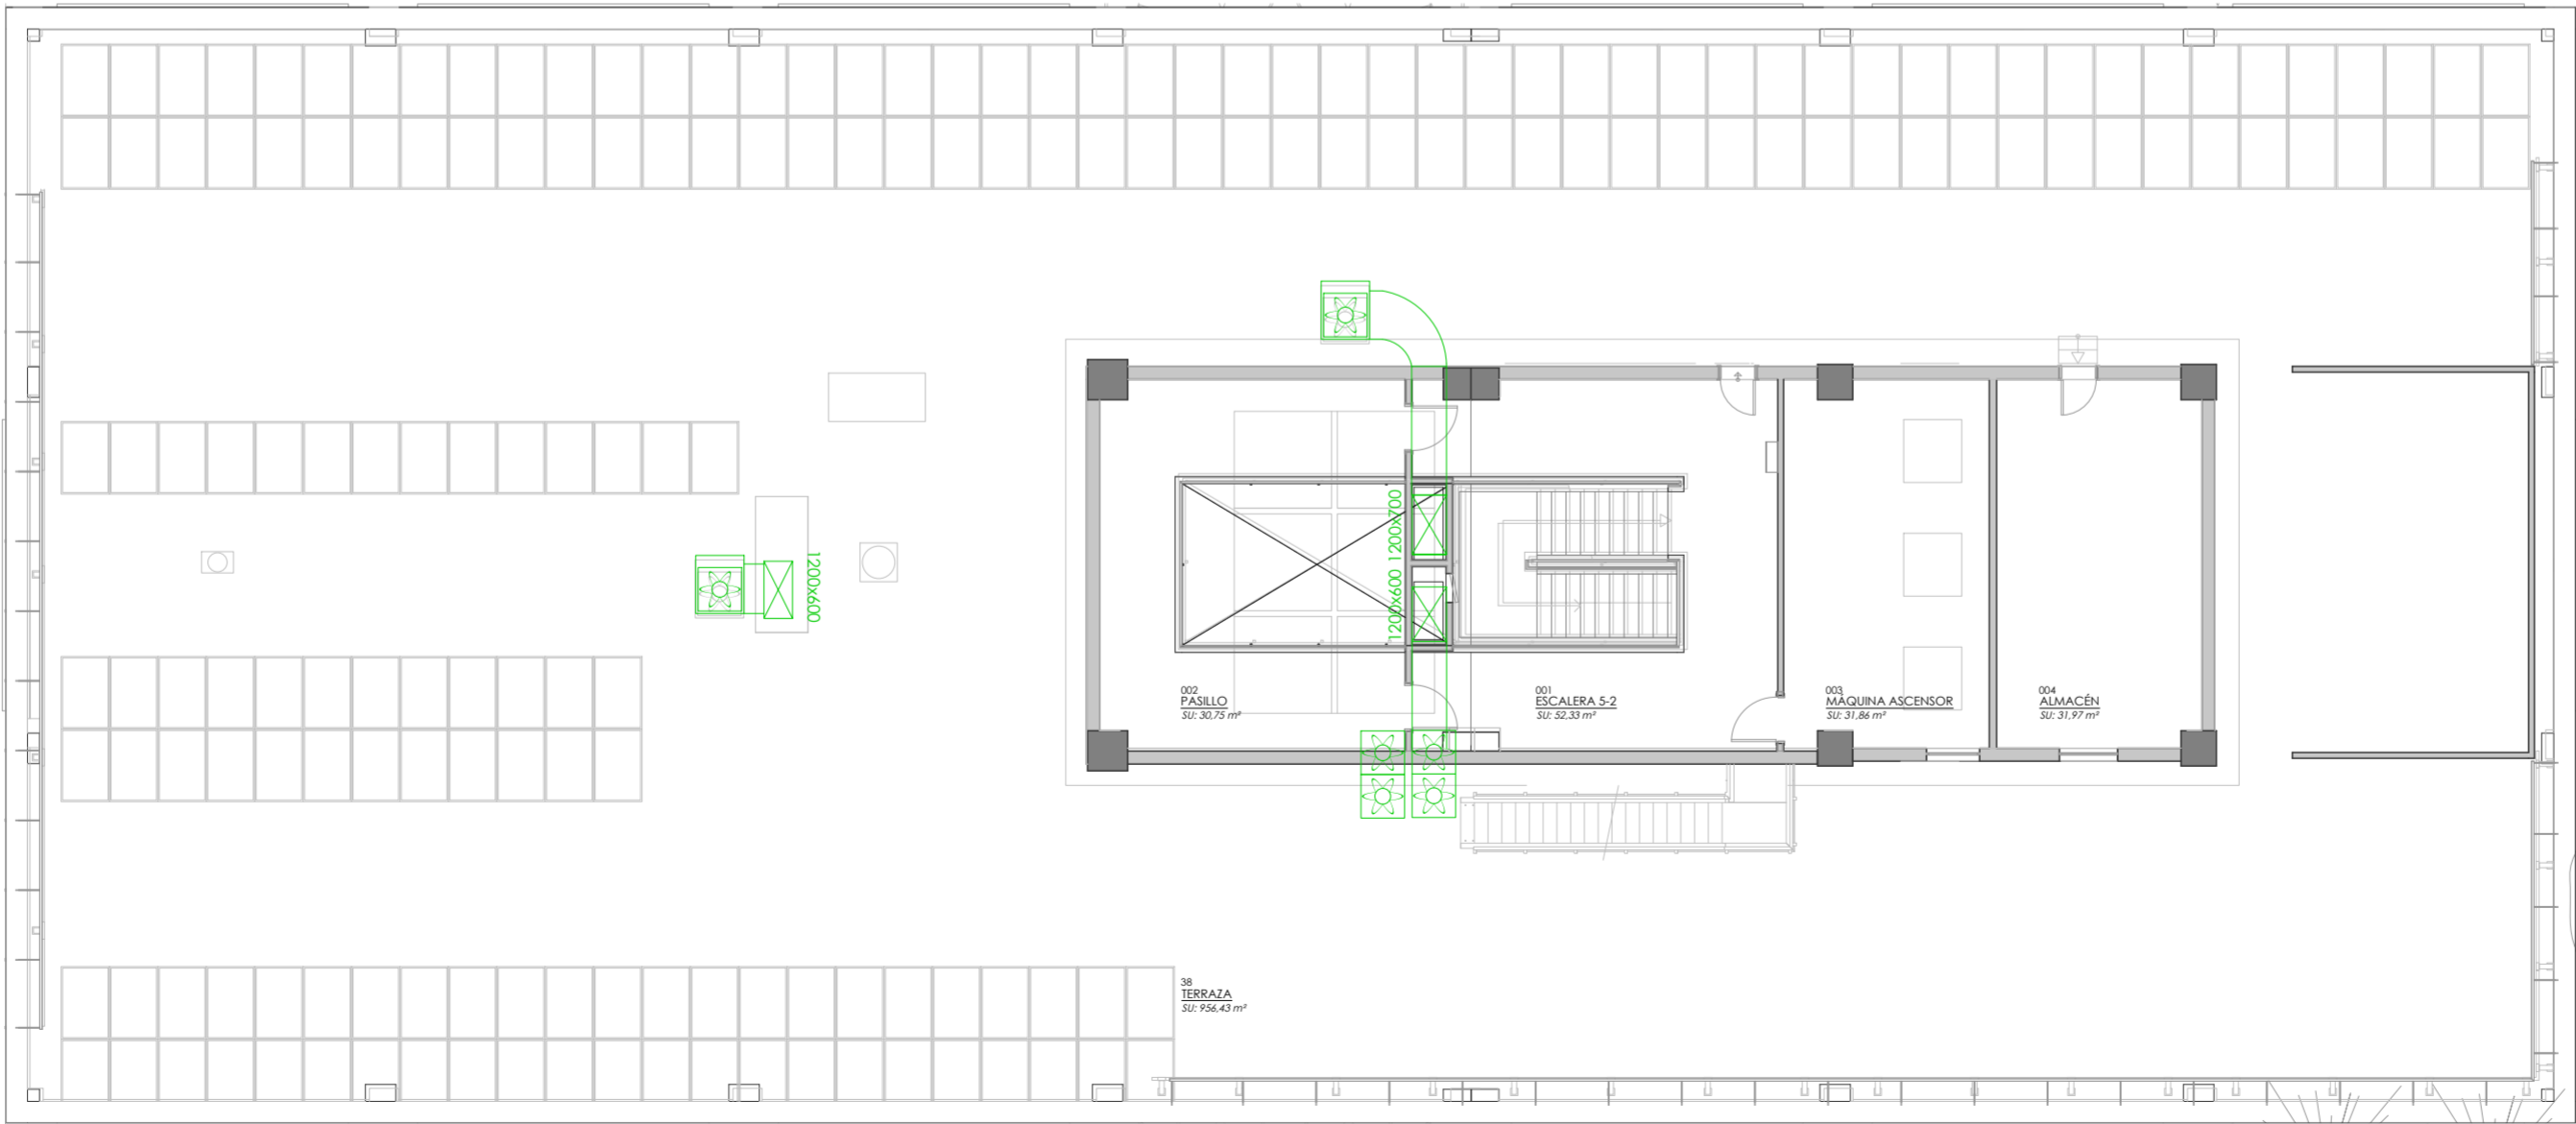 1200x700
1200x600
1200x600
002
PASILLO
SU: 30,75 m²
001
ESCALERA 5-2
SU: 52,33 m²
003
MÁQUINA ASCENSOR
SU: 31,86 m²
004
ALMACÉN
SU: 31,97 m²
38
TERRAZA
SU: 956,43 m²